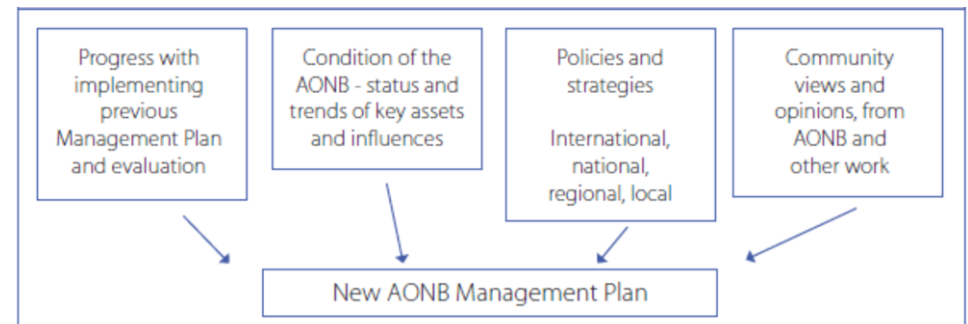 Progress with
implementing
previous
Management Plan
and evaluation
Condition of the
AONB - status and
trends of key assets
and influences
Policies and
strategies
International,
national,
regional, local
Community
views and
opinions, from
AONB and
other work
New AONB Management Plan